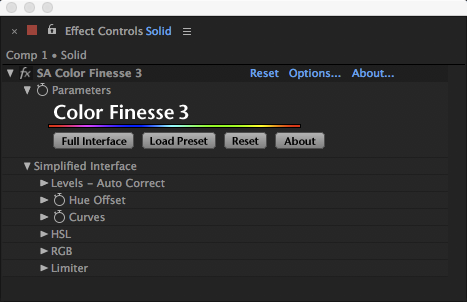 × Effect Controls Solid ≡
Comp 1 • Solid
fx SA Color Finesse 3 Reset Options... About...
Parameters
Color Finesse 3
Full Interface Load Preset Reset About
Simplified Interface
Levels – Auto Correct
Hue Offset
Curves
HSL
RGB
Limiter